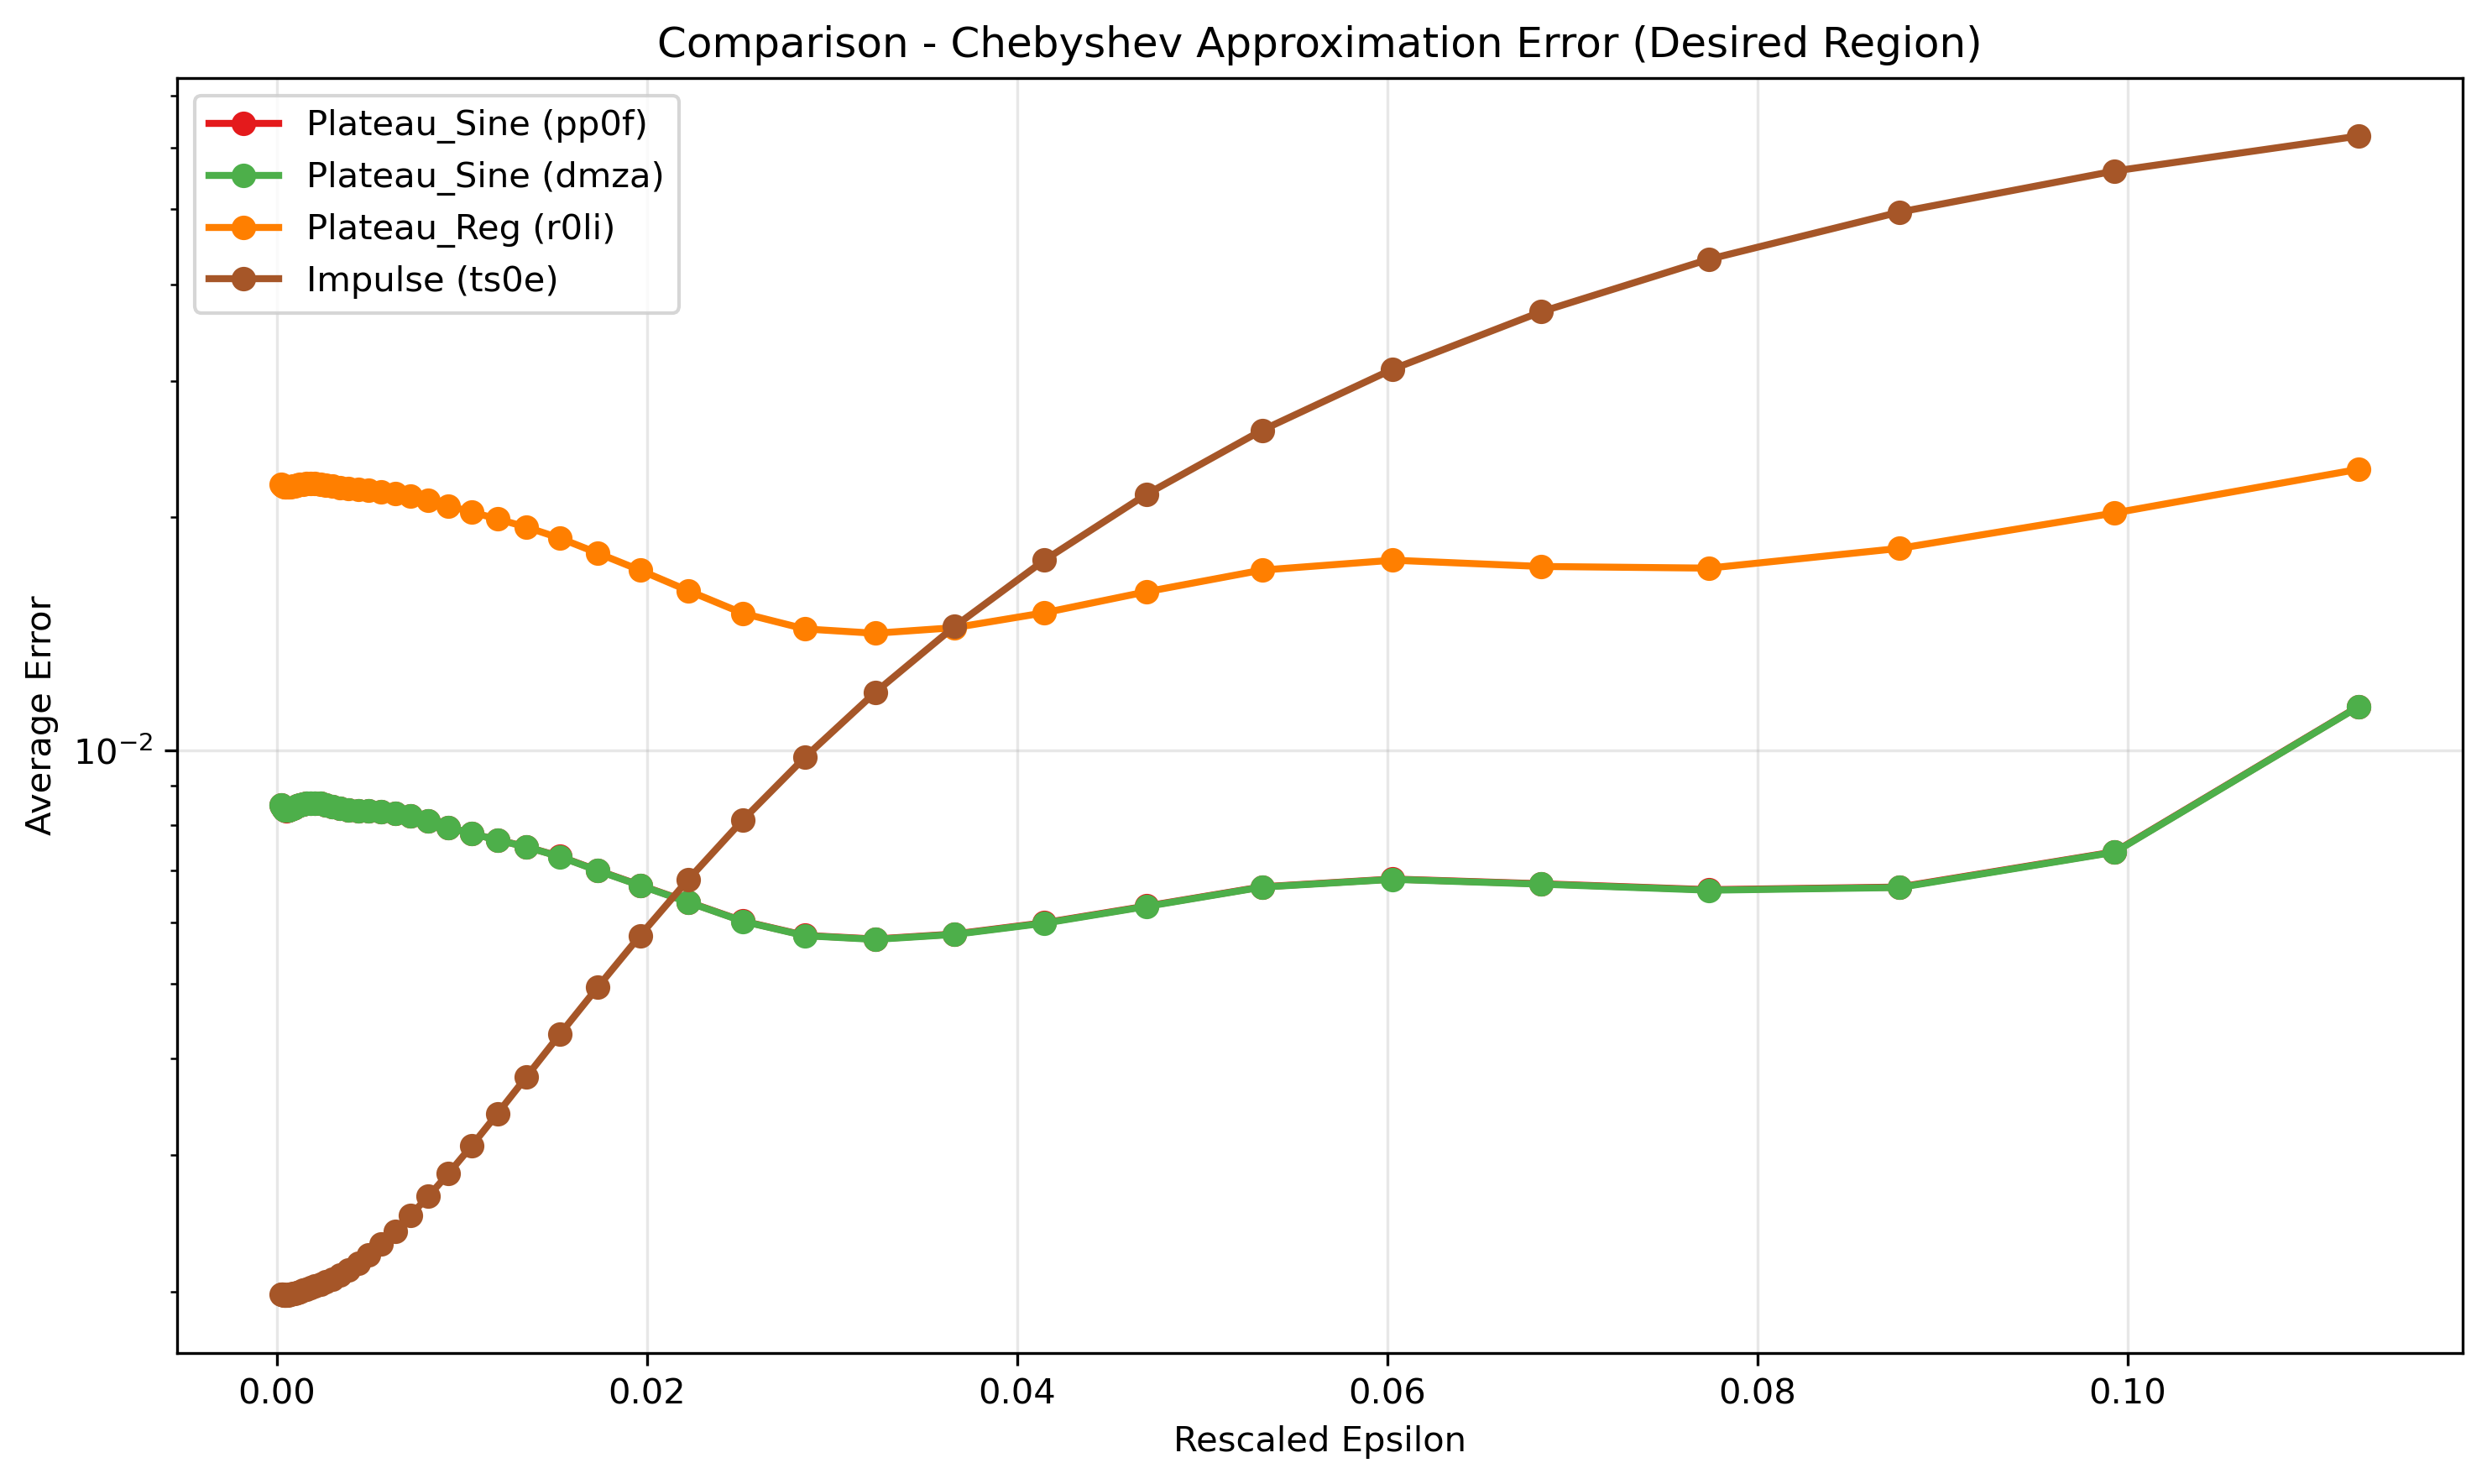 Comparison - Chebyshev Approximation Error (Desired Region)
Plateau_Sine (pp0f)
Plateau_Sine (dmza)
Plateau_Reg (r0li)
Impulse (ts0e)
Average Error
10⁻²
0.00 0.02 0.04 0.06 0.08 0.10
Rescaled Epsilon